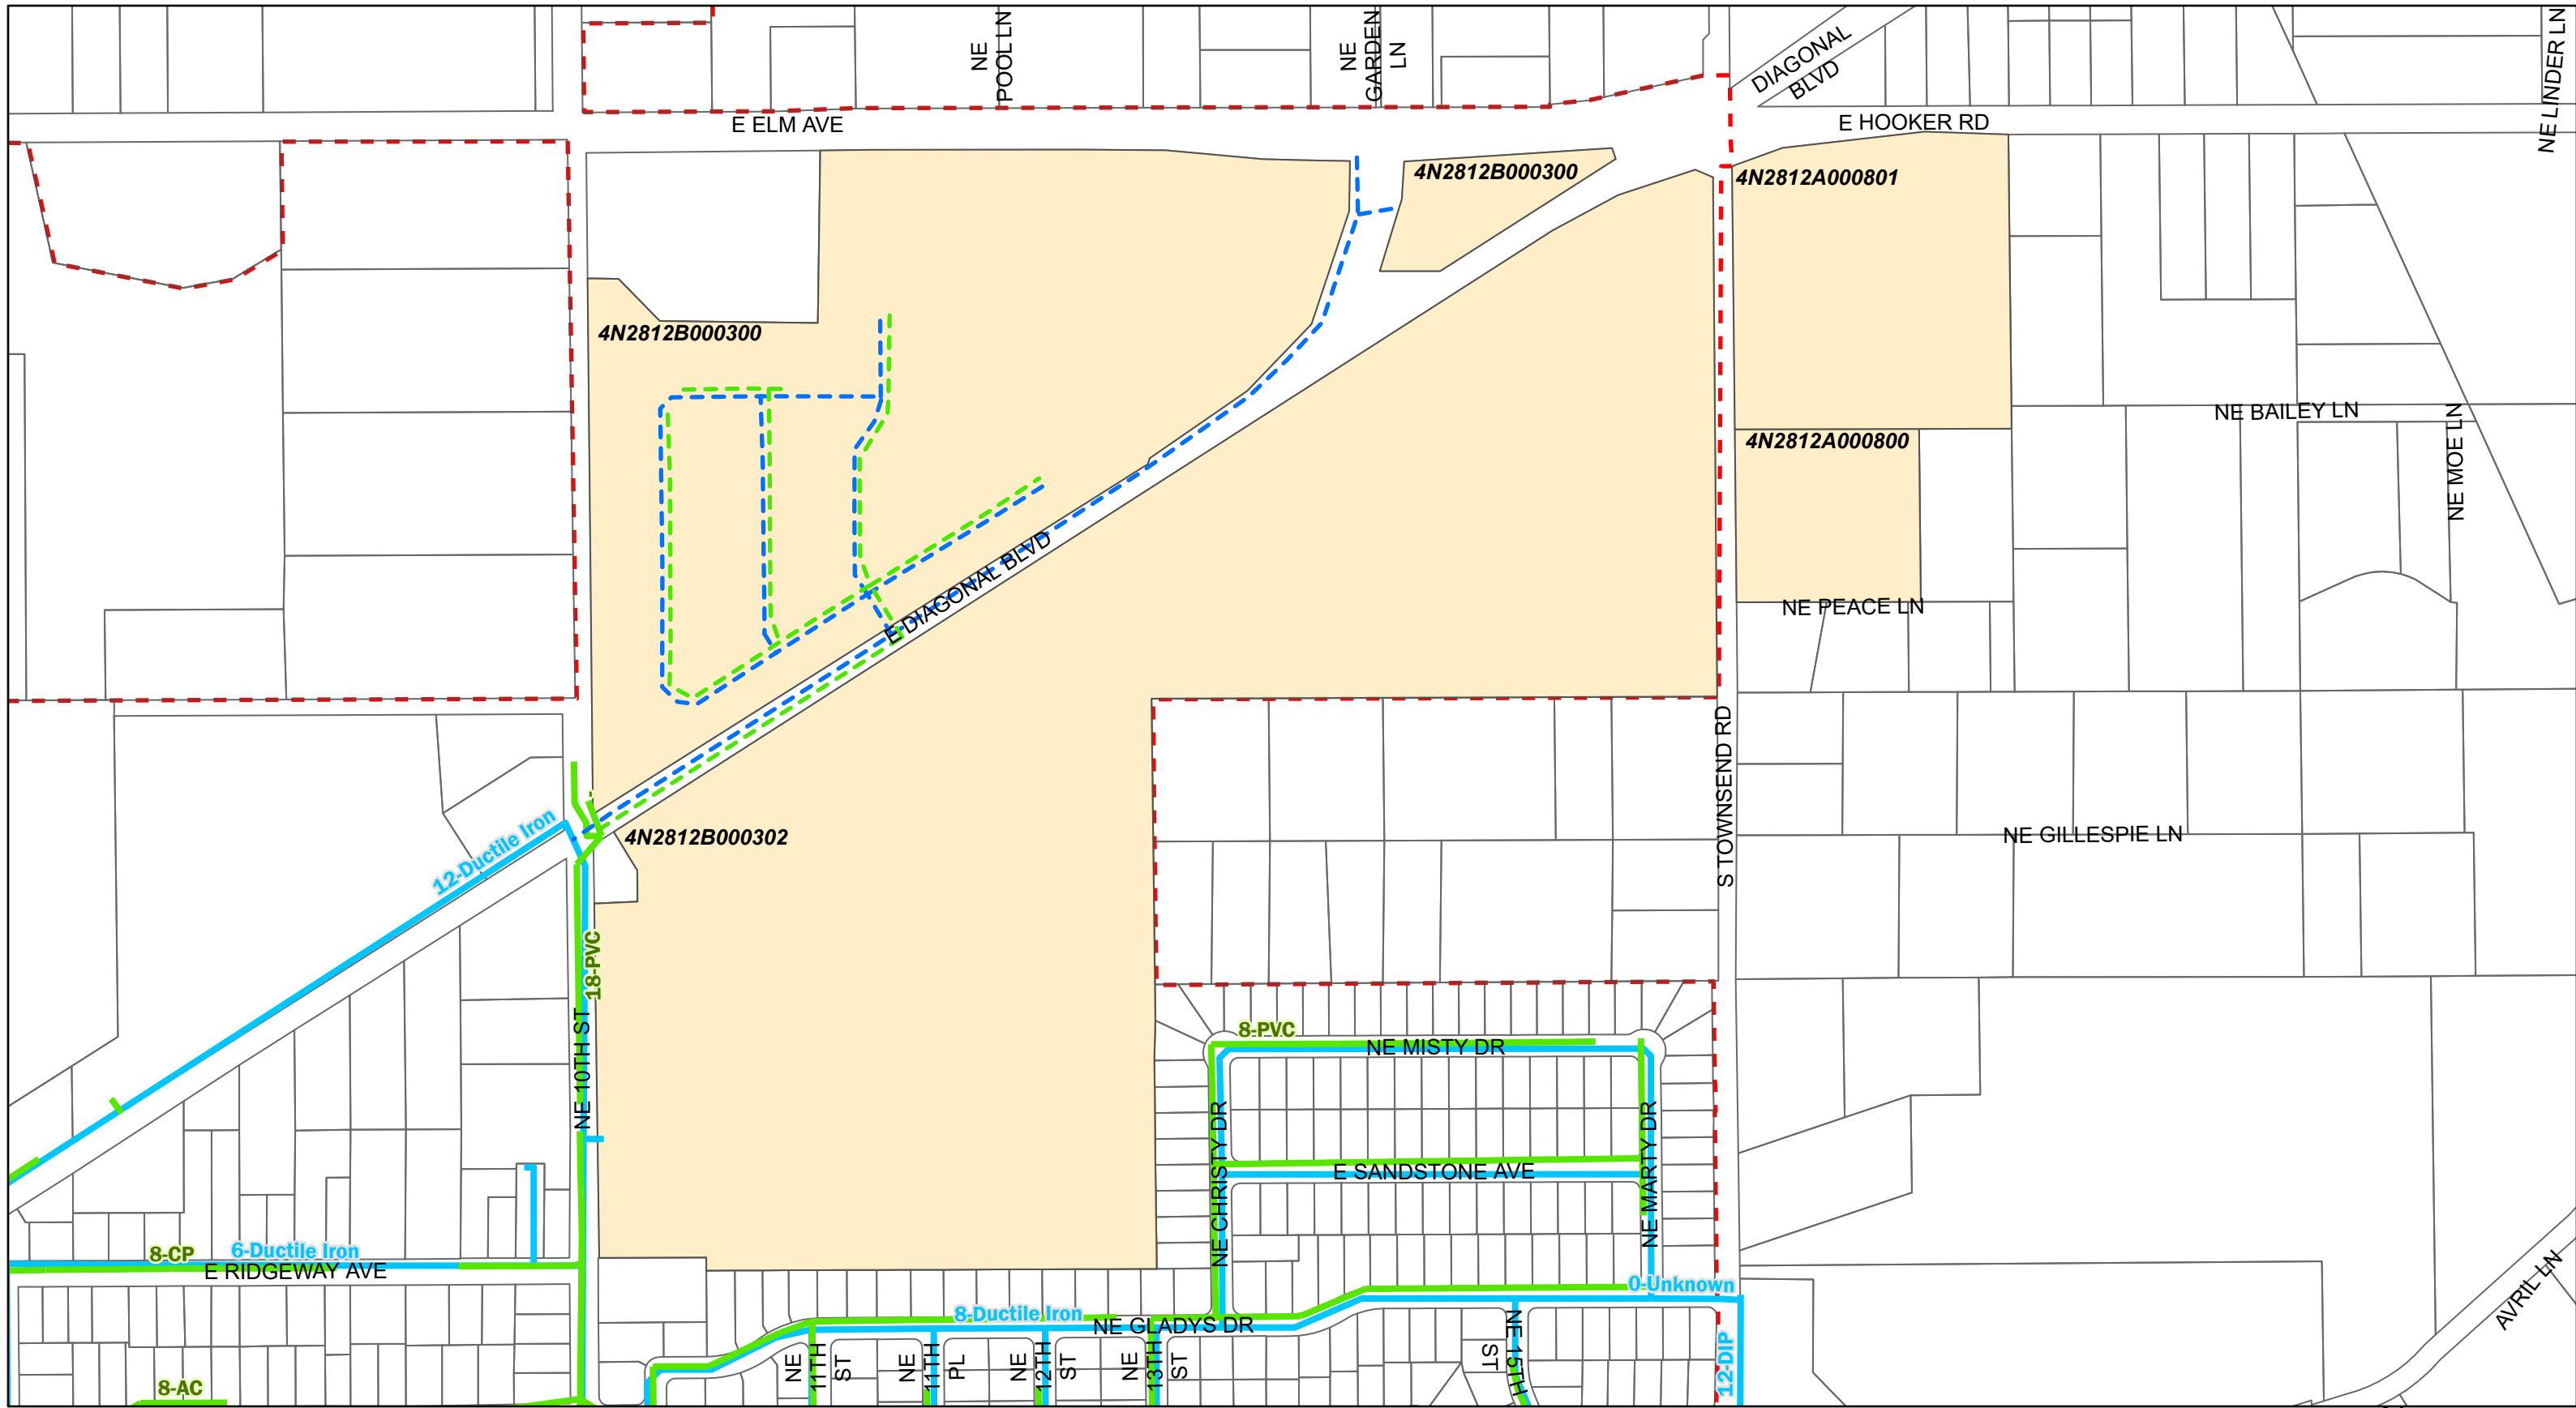 NE
POOL LN
NE
GARDEN
LN
DIAGONAL
BLVD
NE LINDER LN
E ELM AVE
E HOOKER RD
4N2812B000300
4N2812A000801
4N2812B000300
NE BAILEY LN
4N2812A000800
NE MOE LN
E DIAGONAL BLVD
NE PEACE LN
S TOWNSEND RD
12-Ductile Iron
4N2812B000302
NE GILLESPIE LN
18-PVC
NE 10TH ST
8-PVC
NE MISTY DR
NE CHRISTY DR
E SANDSTONE AVE
NE MARTY DR
8-CP
6-Ductile Iron
E RIDGEWAY AVE
0-Unknown
8-Ductile Iron
NE GLADYS DR
AVRIL LN
NE
11TH
ST
NE
11TH
PL
NE
12TH
ST
NE
13TH
ST
NE 15TH
ST
12-DIP
8-AC